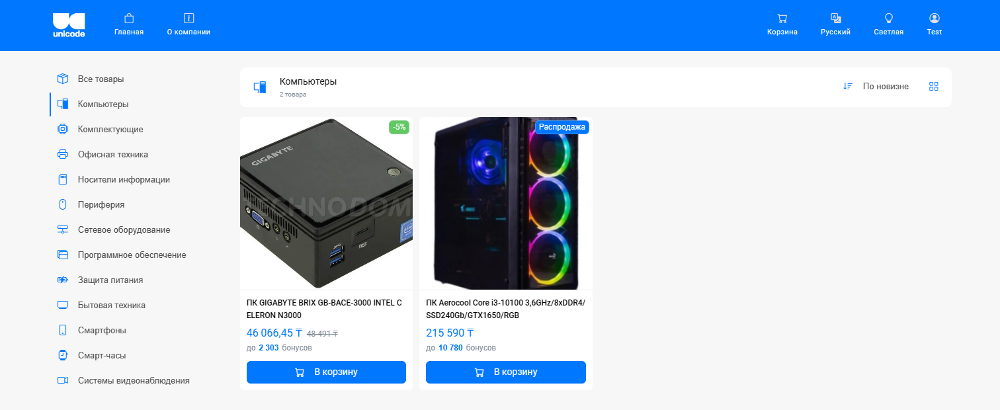 unicode
Главная
О компании
Корзина
Русский
Светлая
Test
Все товары
Компьютеры
Комплектующие
Офисная техника
Носители информации
Периферия
Сетевое оборудование
Программное обеспечение
Защита питания
Бытовая техника
Смартфоны
Смарт-часы
Системы видеонаблюдения
Компьютеры
2 товара
По новизне
-5%
GIGABYTE
TECHNODOM
ПК GIGABYTE BRIX GB-BACE-3000 INTEL C
ELERON N3000
46 066,45 ₸ 48 491 ₸
до 2 303 бонусов
В корзину
Распродажа
ПК Aerocool Core i3-10100 3,6GHz/8xDDR4/
SSD240Gb/GTX1650/RGB
215 590 ₸
до 10 780 бонусов
В корзину